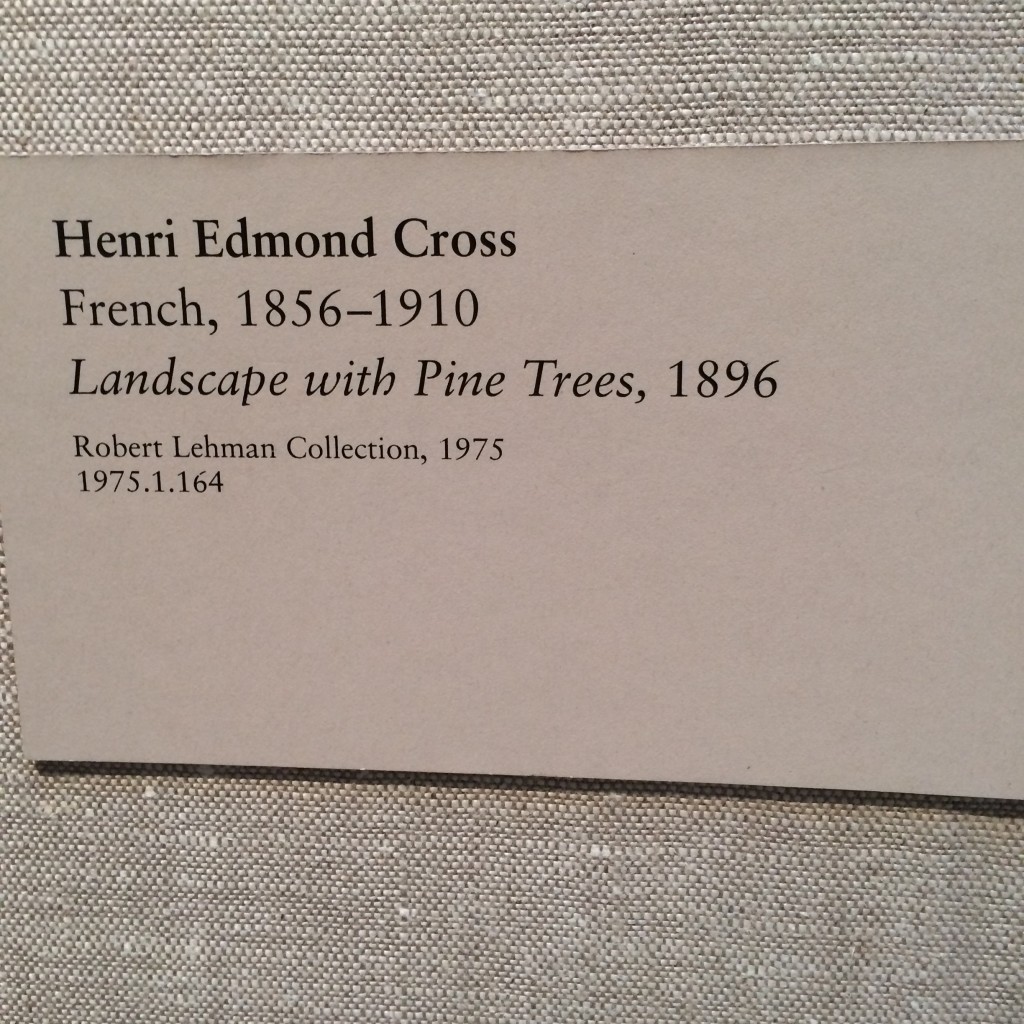 Henri Edmond Cross
French, 1856–1910
Landscape with Pine Trees, 1896
Robert Lehman Collection, 1975
1975.1.164